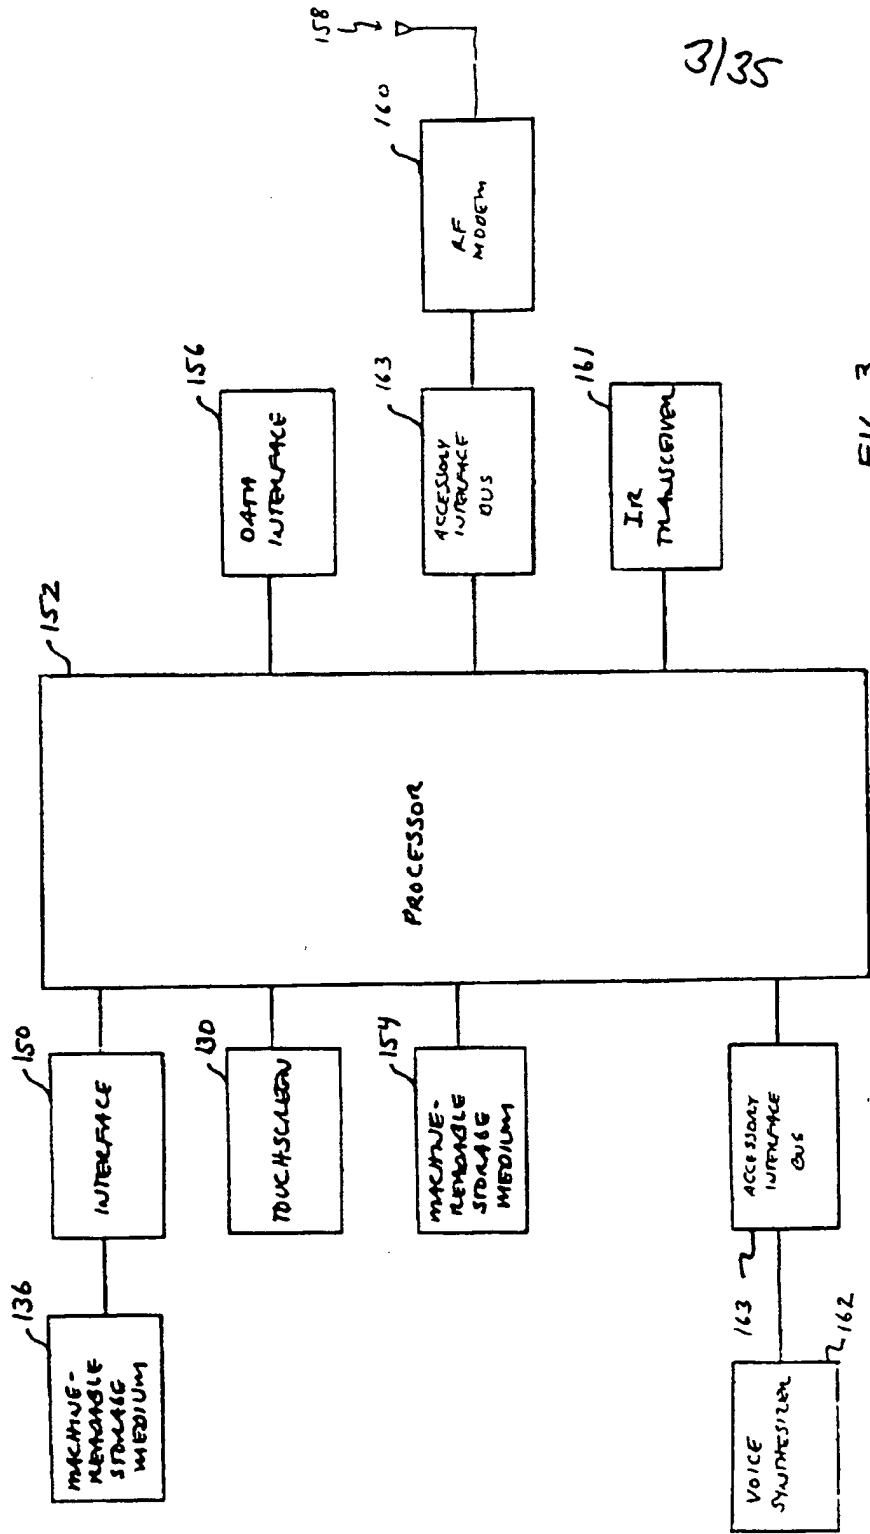 3/35
158
160
RF
MODEM
156
DATA
INTERFACE
163
ACCESSORY
INTERFACE
BUS
161
IR
TRANSCEIVER
152
PROCESSOR
150
INTERFACE
130
TOUCHSCREEN
154
MACHINE-
READABLE
STORAGE
MEDIUM
136
MACHINE-
READABLE
STORAGE
MEDIUM
163
ACCESSORY
INTERFACE
BUS
162
VOICE
SYNTHESIZER